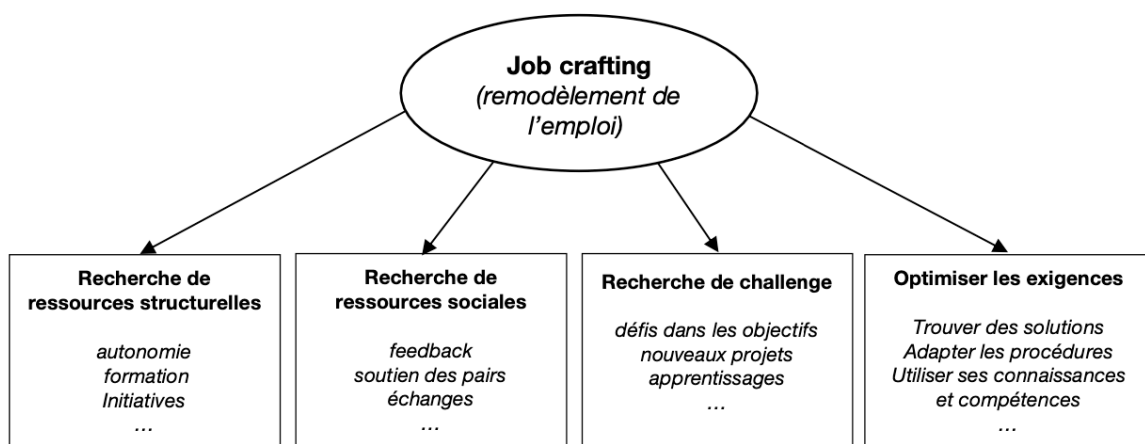 Job crafting
(remodèlement de
l'emploi)
Recherche de
ressources structurelles
autonomie
formation
Initiatives
...
Recherche de
ressources sociales
feedback
soutien des pairs
échanges
...
Recherche de challenge
défis dans les objectifs
nouveaux projets
apprentissages
...
Optimiser les exigences
Trouver des solutions
Adapter les procédures
Utiliser ses connaissances
et compétences
...